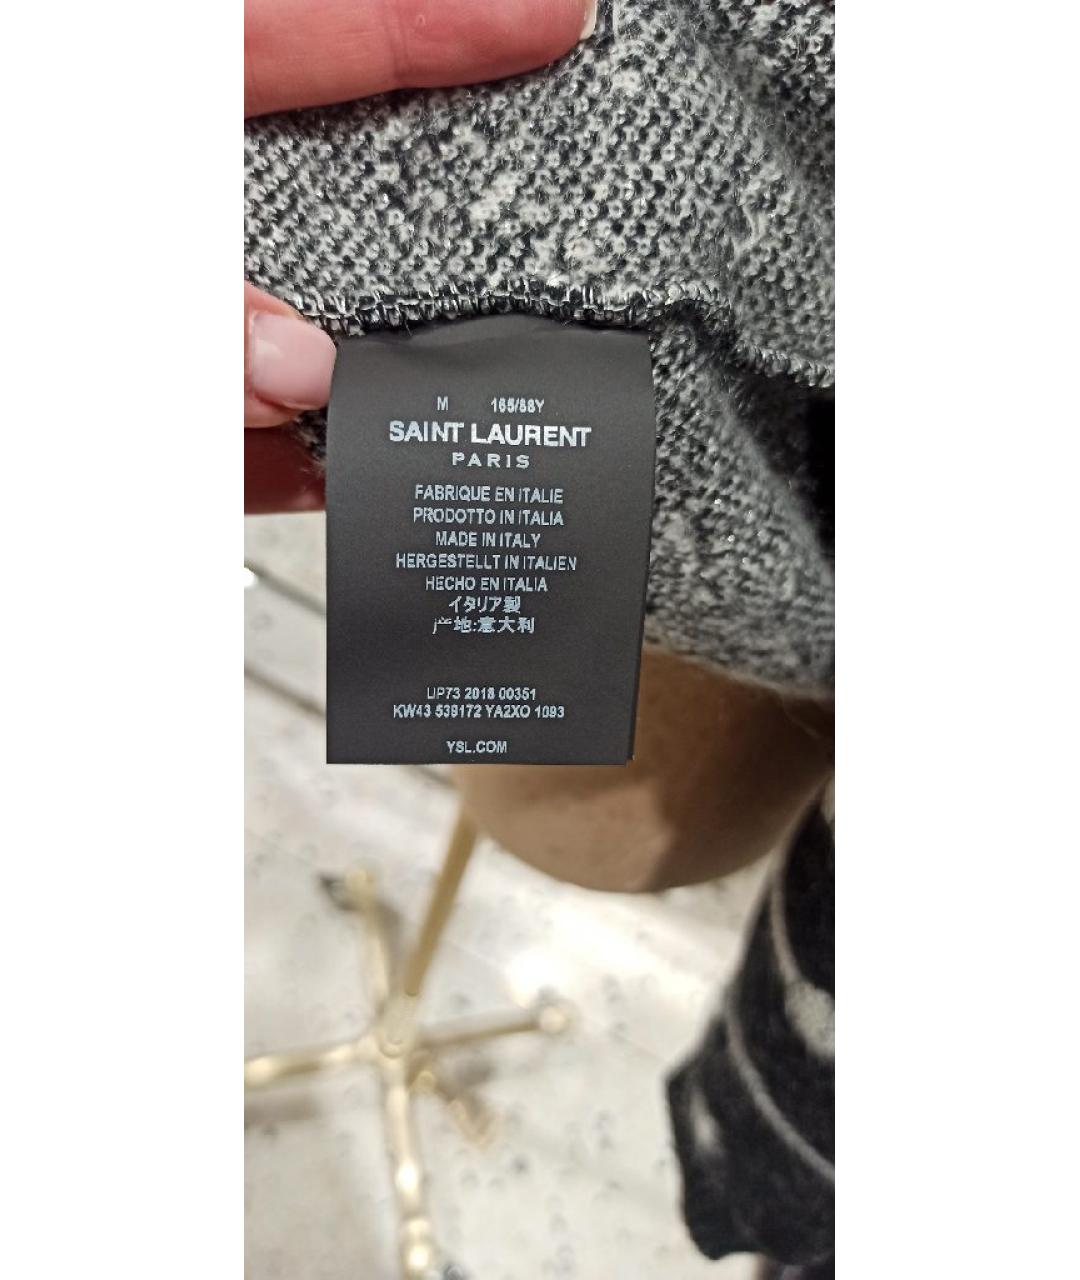 M 165/88Y
SAINT LAURENT
PARIS
FABRIQUE EN ITALIE
PRODOTTO IN ITALIA
MADE IN ITALY
HERGESTELLT IN ITALIEN
HECHO EN ITALIA
イタリア製
产地:意大利
UP73 2018 00351
KW43 539172 YA2XO 1093
YSL.COM